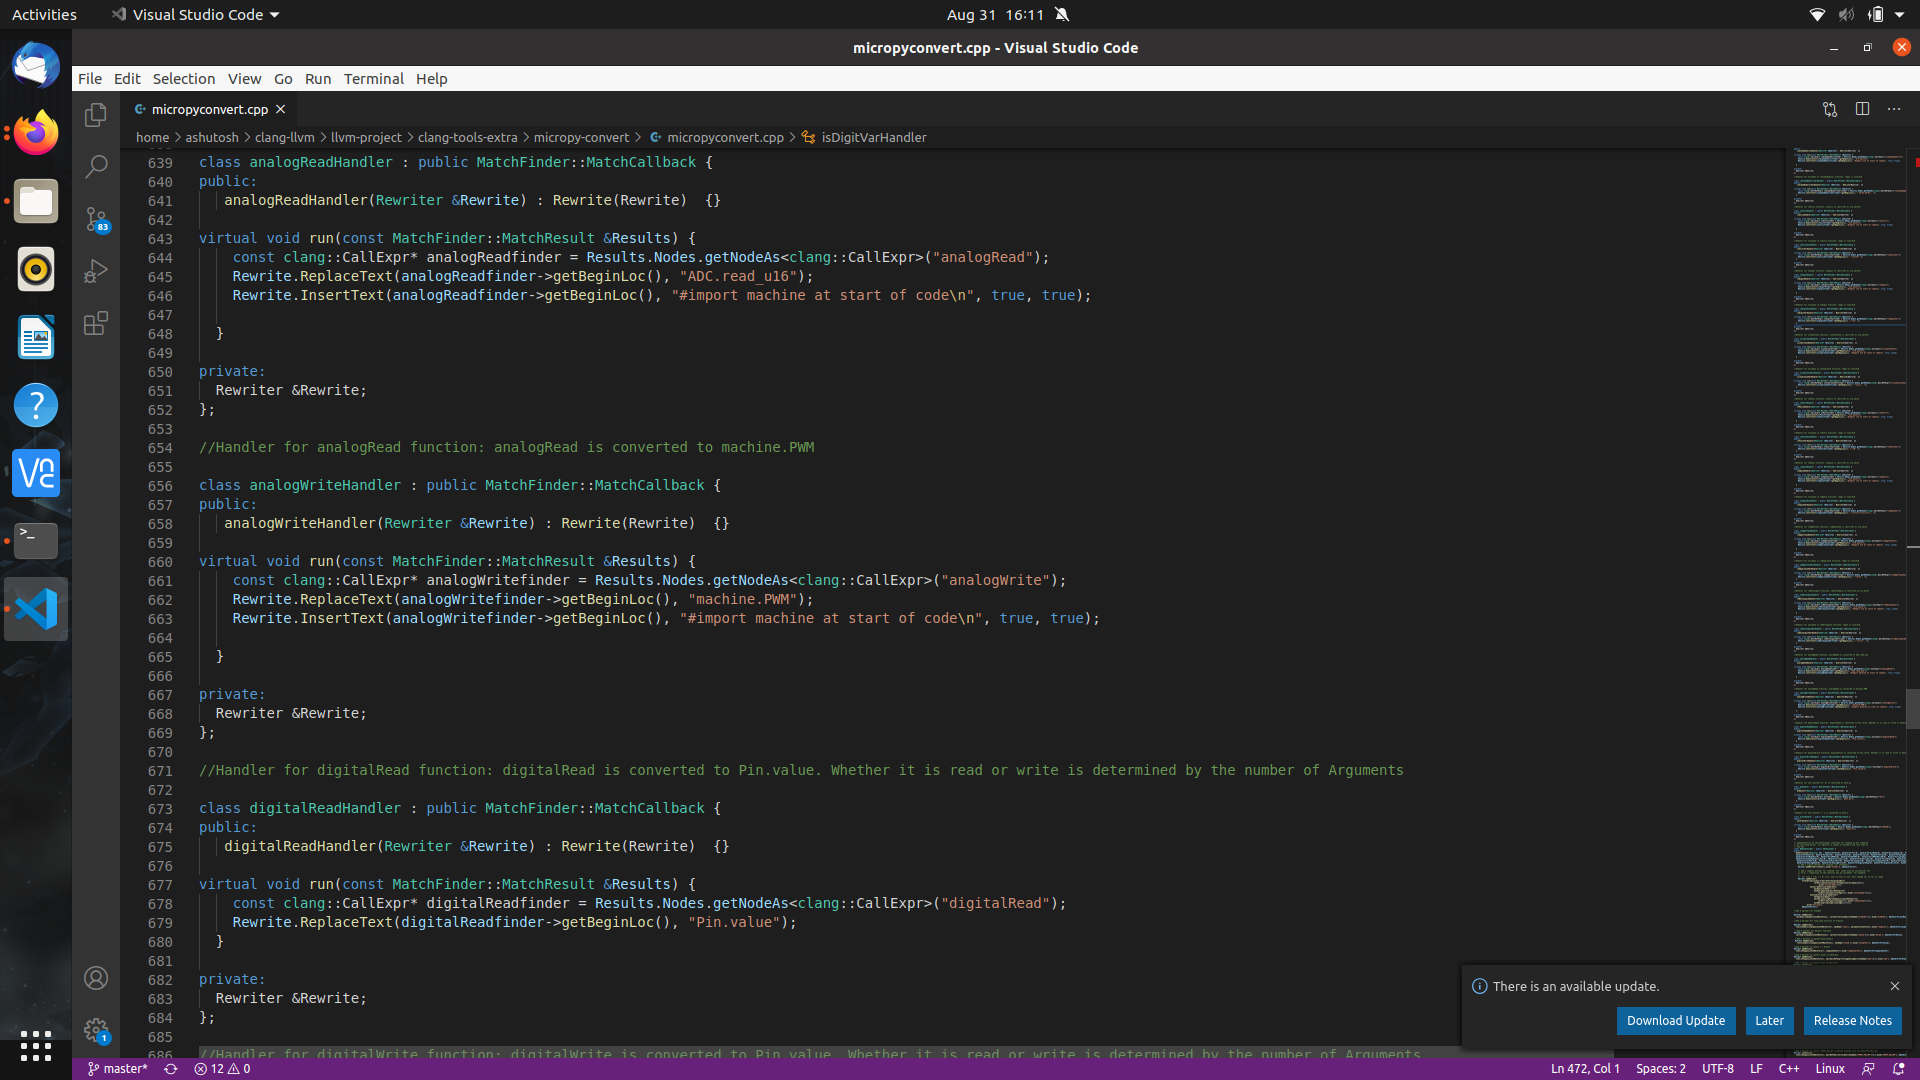 Activities
Visual Studio Code
Aug 31 16:11
micropyconvert.cpp - Visual Studio Code
File Edit Selection View Go Run Terminal Help
micropyconvert.cpp
home > ashutosh > clang-llvm > llvm-project > clang-tools-extra > micropy-convert > micropyconvert.cpp > isDigitVarHandler
639 class analogReadHandler : public MatchFinder::MatchCallback {
640 public:
641 analogReadHandler(Rewriter &Rewrite) : Rewrite(Rewrite)  {}
642
643 virtual void run(const MatchFinder::MatchResult &Results) {
644 const clang::CallExpr* analogReadfinder = Results.Nodes.getNodeAs<clang::CallExpr>("analogRead");
645 Rewrite.ReplaceText(analogReadfinder->getBeginLoc(), "ADC.read_u16");
646 Rewrite.InsertText(analogReadfinder->getBeginLoc(), "#import machine at start of code\n", true, true);
647
648 }
649
650 private:
651 Rewriter &Rewrite;
652 };
653
654 //Handler for analogRead function: analogRead is converted to machine.PWM
655
656 class analogWriteHandler : public MatchFinder::MatchCallback {
657 public:
658 analogWriteHandler(Rewriter &Rewrite) : Rewrite(Rewrite)  {}
659
660 virtual void run(const MatchFinder::MatchResult &Results) {
661 const clang::CallExpr* analogWritefinder = Results.Nodes.getNodeAs<clang::CallExpr>("analogWrite");
662 Rewrite.ReplaceText(analogWritefinder->getBeginLoc(), "machine.PWM");
663 Rewrite.InsertText(analogWritefinder->getBeginLoc(), "#import machine at start of code\n", true, true);
664
665 }
666
667 private:
668 Rewriter &Rewrite;
669 };
670
671 //Handler for digitalRead function: digitalRead is converted to Pin.value. Whether it is read or write is determined by the number of Arguments
672
673 class digitalReadHandler : public MatchFinder::MatchCallback {
674 public:
675 digitalReadHandler(Rewriter &Rewrite) : Rewrite(Rewrite)  {}
676
677 virtual void run(const MatchFinder::MatchResult &Results) {
678 const clang::CallExpr* digitalReadfinder = Results.Nodes.getNodeAs<clang::CallExpr>("digitalRead");
679 Rewrite.ReplaceText(digitalReadfinder->getBeginLoc(), "Pin.value");
680 }
681
682 private:
683 Rewriter &Rewrite;
684 };
685
686 //Handler for digitalWrite function: digitalWrite is converted to Pin.value. Whether it is read or write is determined by the number of Arguments
83
1
There is an available update.
Download Update
Later
Release Notes
master* 12 0
Ln 472, Col 1 Spaces: 2 UTF-8 LF C++ Linux